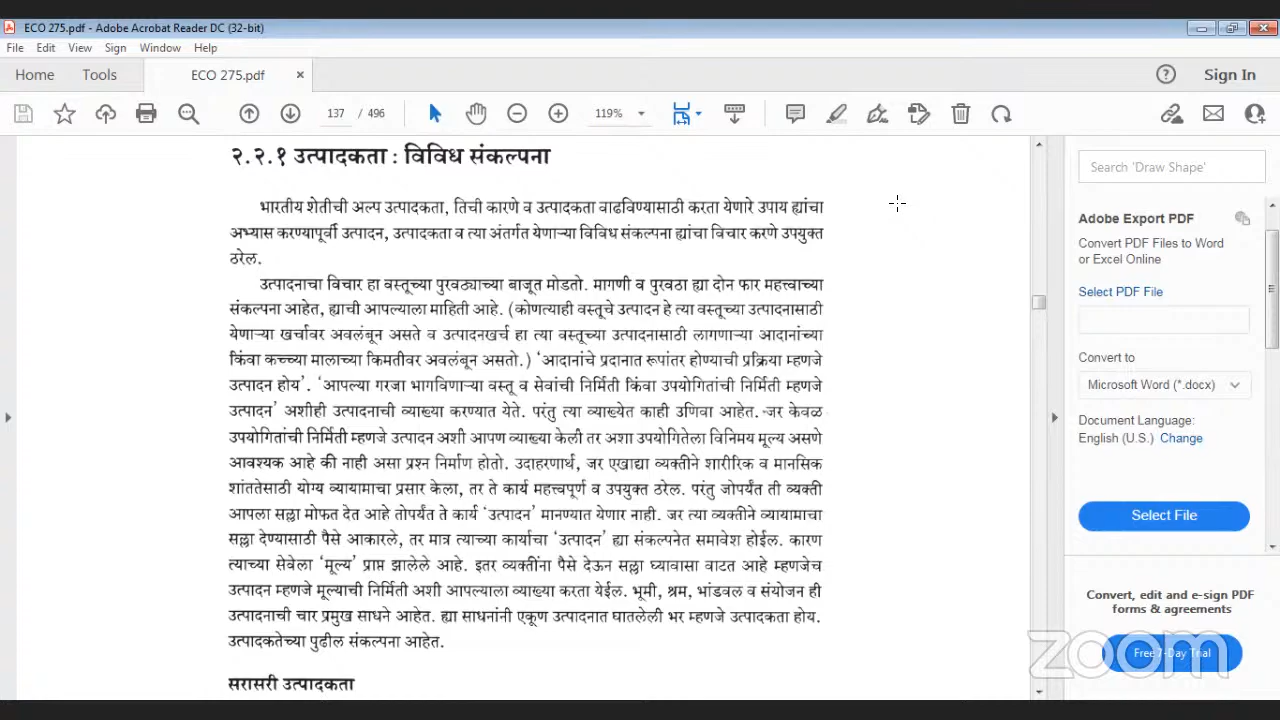 ECO 275.pdf - Adobe Acrobat Reader DC (32-bit)
File Edit View Sign Window Help
Home Tools ECO 275.pdf × Sign In
137 / 496 119%
२.२.१ उत्पादकता : विविध संकल्पना
भारतीय शेतीची अल्प उत्पादकता, तिची कारणे व उत्पादकता वाढविण्यासाठी करता येणारे उपाय ह्यांचा
अभ्यास करण्यापूर्वी उत्पादन, उत्पादकता व त्या अंतर्गत येणाऱ्या विविध संकल्पना ह्यांचा विचार करणे उपयुक्त
ठरेल.
उत्पादनाचा विचार हा वस्तूच्या पुरवठ्याच्या बाजूत मोडतो. मागणी व पुरवठा ह्या दोन फार महत्त्वाच्या
संकल्पना आहेत, ह्याची आपल्याला माहिती आहे. (कोणत्याही वस्तूचे उत्पादन हे त्या वस्तूच्या उत्पादनासाठी
येणाऱ्या खर्चावर अवलंबून असते व उत्पादनखर्च हा त्या वस्तूच्या उत्पादनासाठी लागणाऱ्या आदानांच्या
किंवा कच्च्या मालाच्या किमतीवर अवलंबून असतो.) ‘आदानांचे प्रदानात रूपांतर होण्याची प्रक्रिया म्हणजे
उत्पादन होय’. ‘आपल्या गरजा भागविणाऱ्या वस्तू व सेवांची निर्मिती किंवा उपयोगितांची निर्मिती म्हणजे
उत्पादन’ अशीही उत्पादनाची व्याख्या करण्यात येते. परंतु त्या व्याख्येत काही उणिवा आहेत. जर केवळ
उपयोगितांची निर्मिती म्हणजे उत्पादन अशी आपण व्याख्या केली तर अशा उपयोगितेला विनिमय मूल्य असणे
आवश्यक आहे की नाही असा प्रश्न निर्माण होतो. उदाहरणार्थ, जर एखाद्या व्यक्तीने शारीरिक व मानसिक
शांततेसाठी योग्य व्यायामाचा प्रसार केला, तर ते कार्य महत्त्वपूर्ण व उपयुक्त ठरेल. परंतु जोपर्यंत ती व्यक्ती
आपला सल्ला मोफत देत आहे तोपर्यंत ते कार्य ‘उत्पादन’ मानण्यात येणार नाही. जर त्या व्यक्तीने व्यायामाचा
सल्ला देण्यासाठी पैसे आकारले, तर मात्र त्याच्या कार्याचा ‘उत्पादन’ ह्या संकल्पनेत समावेश होईल. कारण
त्याच्या सेवेला ‘मूल्य’ प्राप्त झालेले आहे. इतर व्यक्तींना पैसे देऊन सल्ला घ्यावासा वाटत आहे म्हणजेच
उत्पादन म्हणजे मूल्याची निर्मिती अशी आपल्याला व्याख्या करता येईल. भूमी, श्रम, भांडवल व संयोजन ही
उत्पादनाची चार प्रमुख साधने आहेत. ह्या साधनांनी एकूण उत्पादनात घातलेली भर म्हणजे उत्पादकता होय.
उत्पादकतेच्या पुढील संकल्पना आहेत.
सरासरी उत्पादकता
Search 'Draw Shape'
Adobe Export PDF
Convert PDF Files to Word
or Excel Online
Select PDF File
Convert to
Microsoft Word (*.docx)
Document Language:
English (U.S.) Change
Select File
Convert, edit and e-sign PDF
forms & agreements
Free 7-Day Trial
zoom